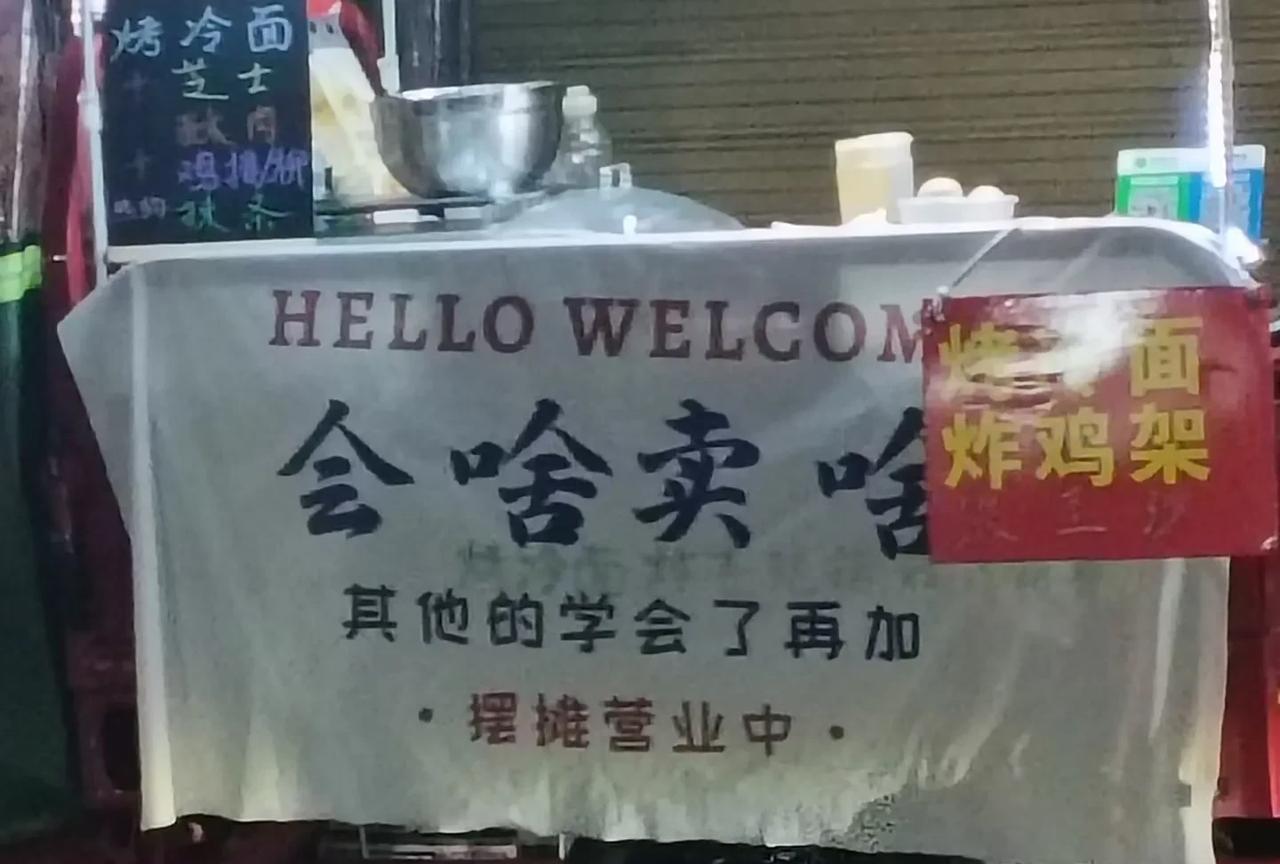 烤冷面
芝士
肉
鸡排/柳
HELLO WELCOM
会啥卖啥
其他的学会了再加
·摆摊营业中·
面
炸鸡架